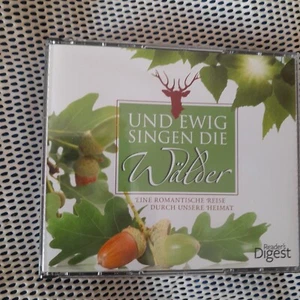 UND EWIG
SINGEN DIE
Wälder
EINE ROMANTISCHE REISE
DURCH UNSERE HEIMAT
Reader's
Digest